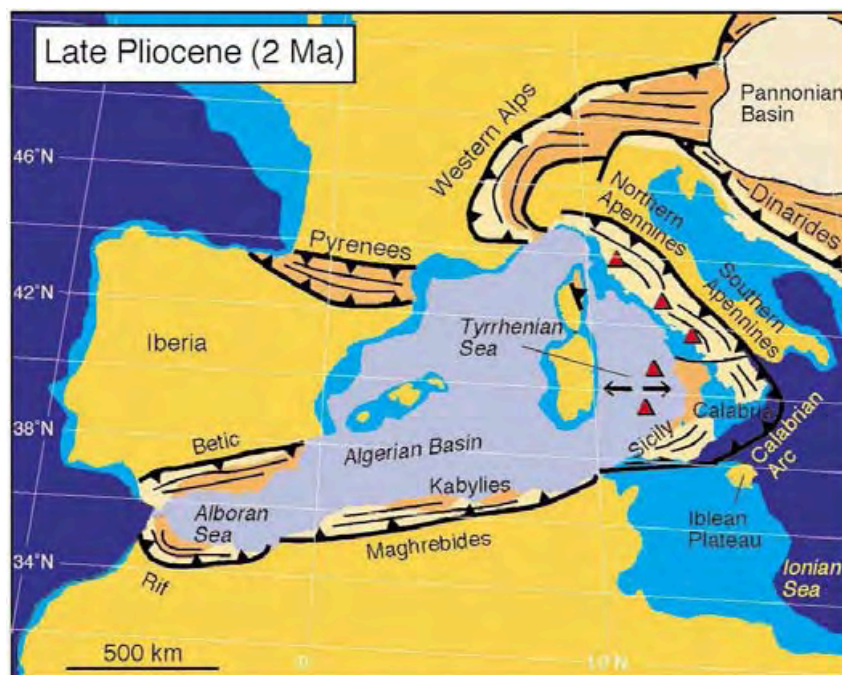 Late Pliocene (2 Ma)
Western Alps
Pannonian
Basin
46°N
Dinarides
Northern
Apennines
Pyrenees
Southern
Apennines
42°N
Tyrrhenian
Sea
Iberia
Calabria
38°N
Betic
Algerian Basin
Sicily
Calabrian
Arc
Kabylies
Alboran
Sea
Iblean
Plateau
Maghrebides
34°N
Rif
Ionian
Sea
500 km
0
10°N